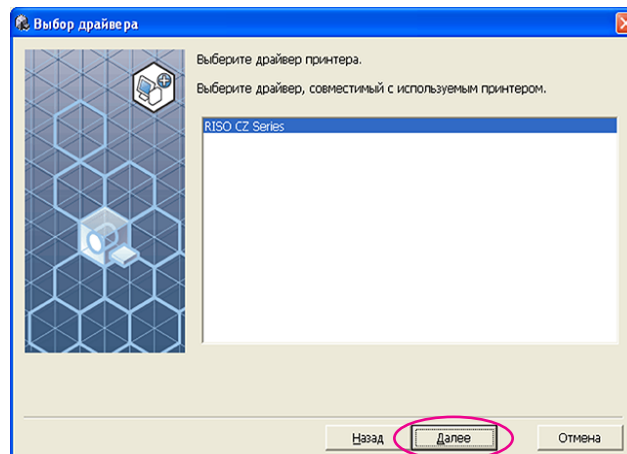 Выбор драйвера
Выберите драйвер принтера.
Выберите драйвер, совместимый с используемым принтером.
RISO CZ Series
Назад Далее Отмена